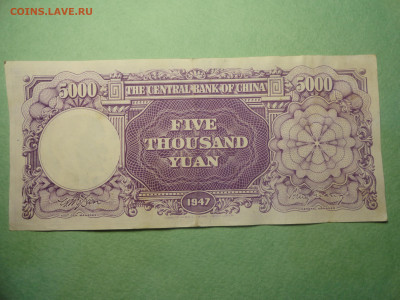 COINS.LAVE.RU
5000 THE CENTRAL BANK OF CHINA 5000
FIVE
THOUSAND
YUAN
1947